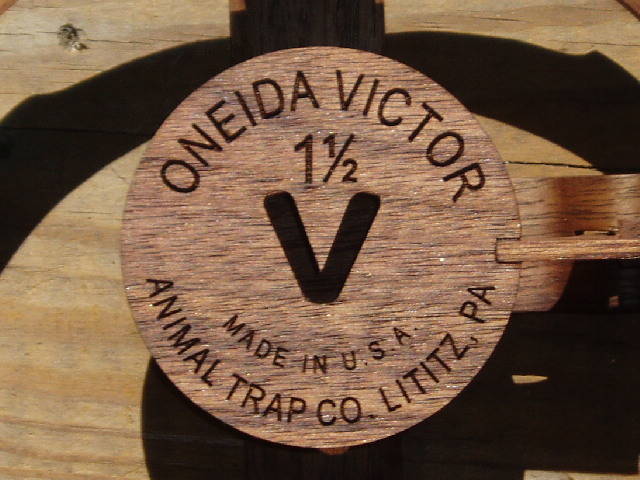 ONEIDA VICTOR
1½
V
MADE IN U.S.A.
ANIMAL TRAP CO. LITITZ, PA